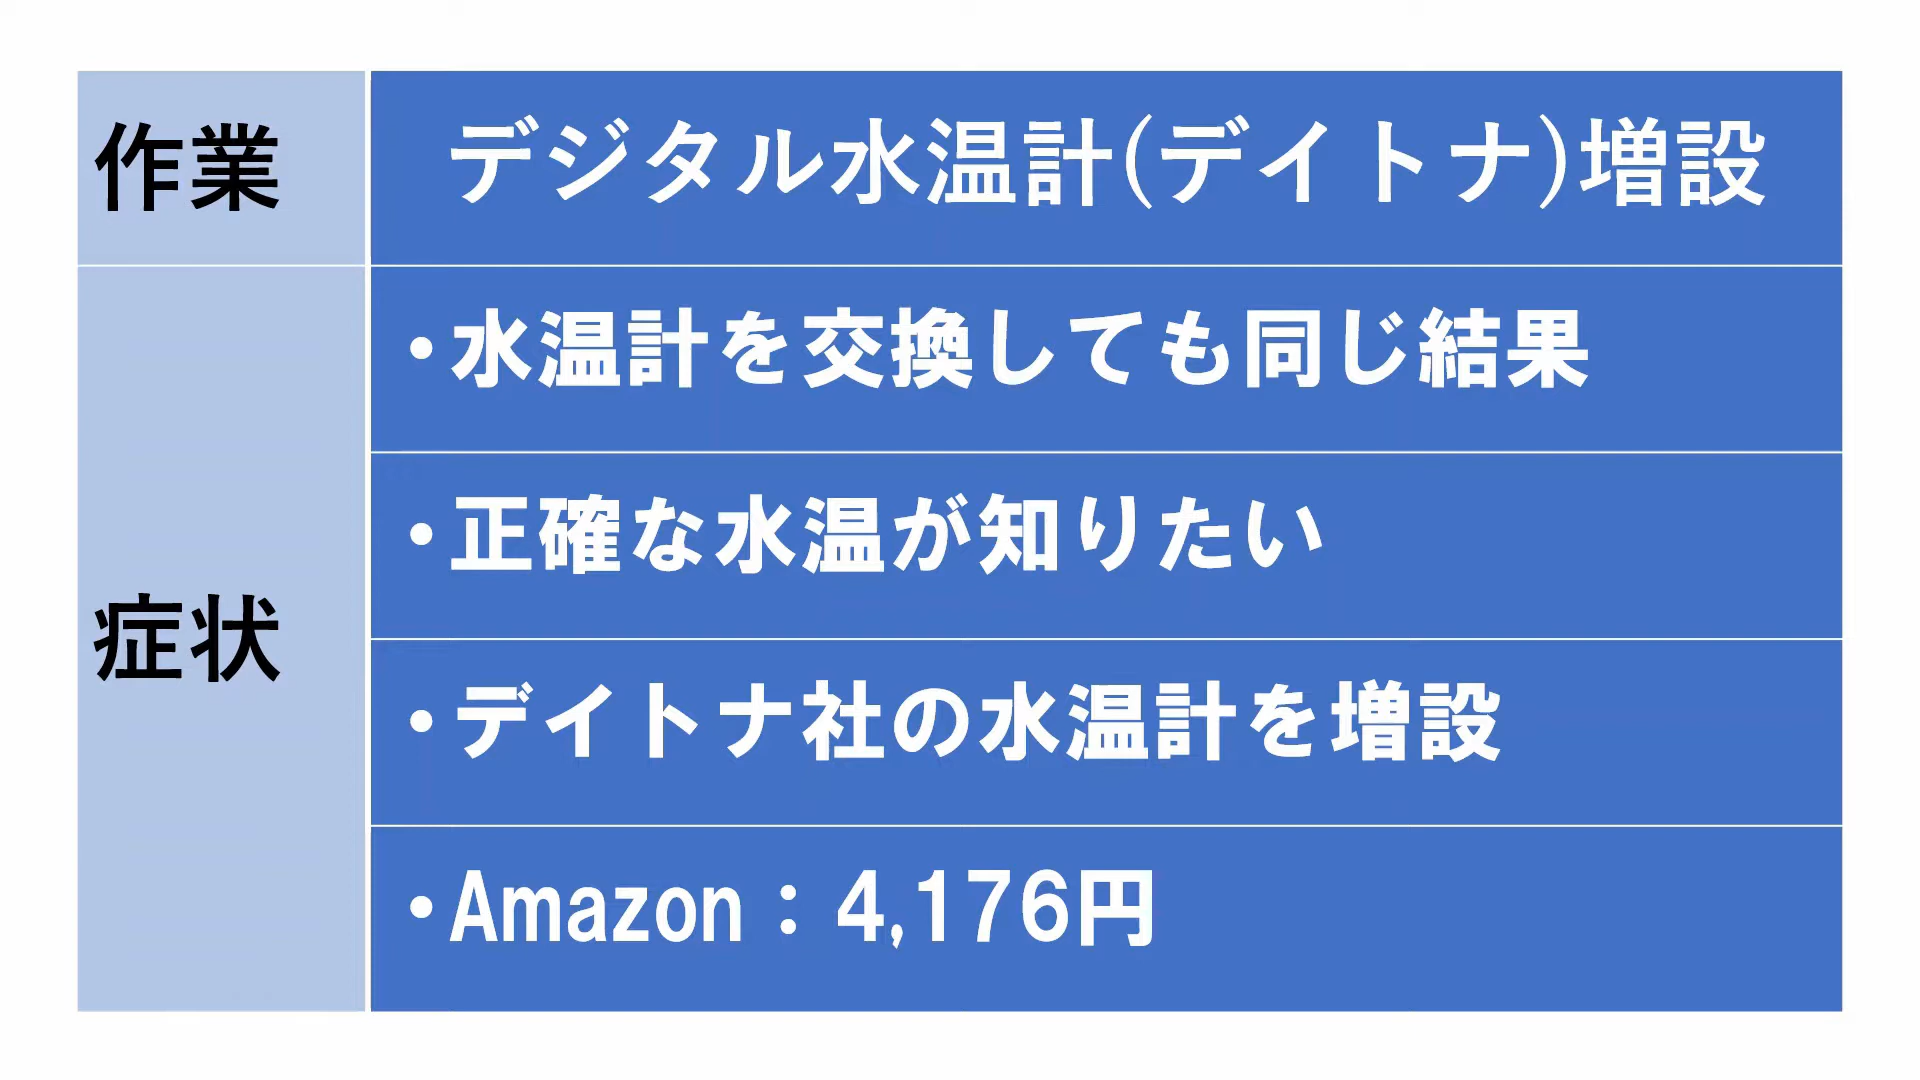 作業
デジタル水温計(デイトナ)増設
症状
・水温計を交換しても同じ結果
・正確な水温が知りたい
・デイトナ社の水温計を増設
・Amazon：4,176円